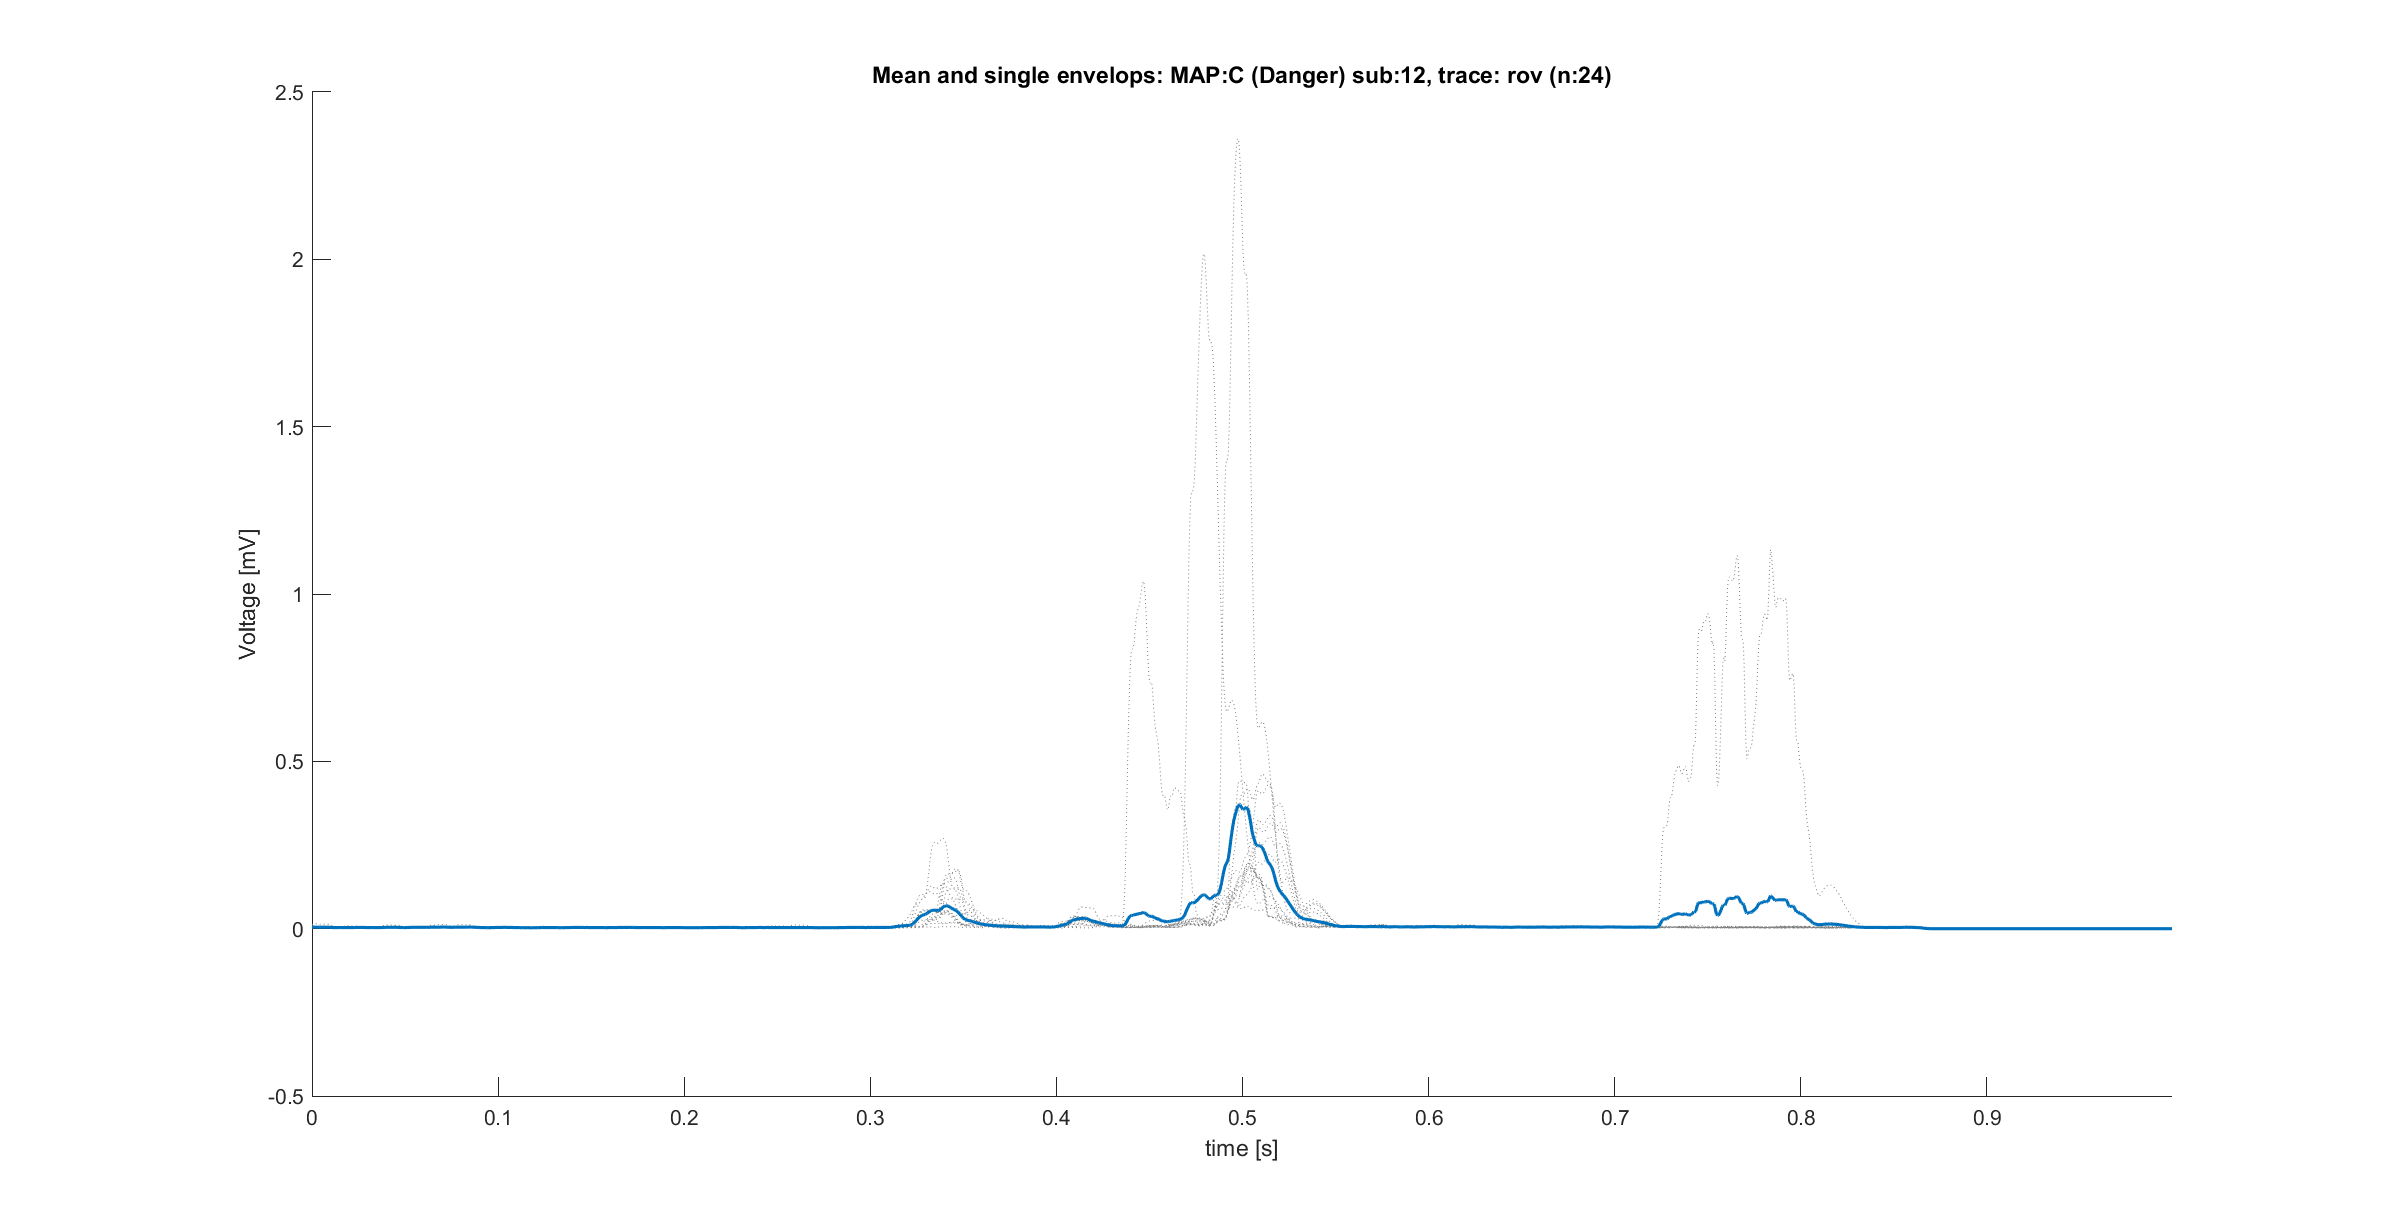 Mean and single envelops: MAP:C (Danger) sub:12, trace: rov (n:24)
2.5
2
1.5
1
0.5
0
-0.5
Voltage [mV]
0 0.1 0.2 0.3 0.4 0.5 0.6 0.7 0.8 0.9
time [s]